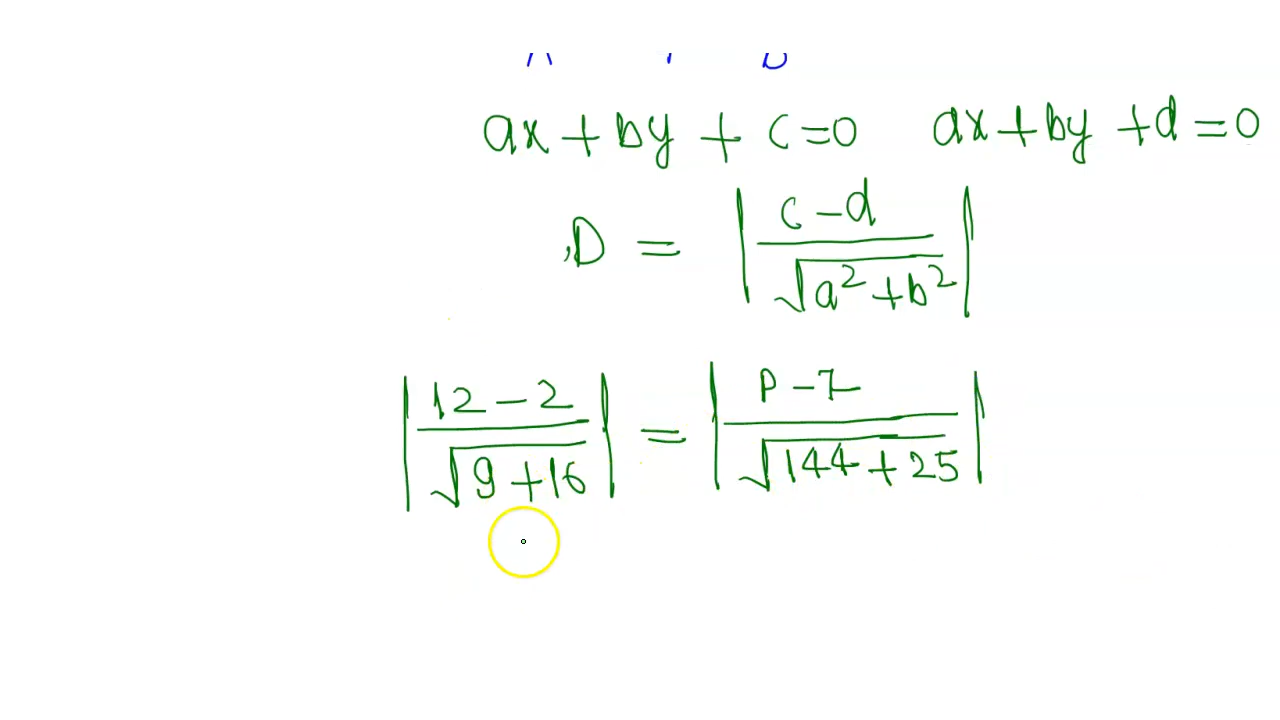 ax + by + c=0 ax+by +d=0
D = |c-d/√a²+b²|
|12-2/√9+16| = |P-7/√144+25|